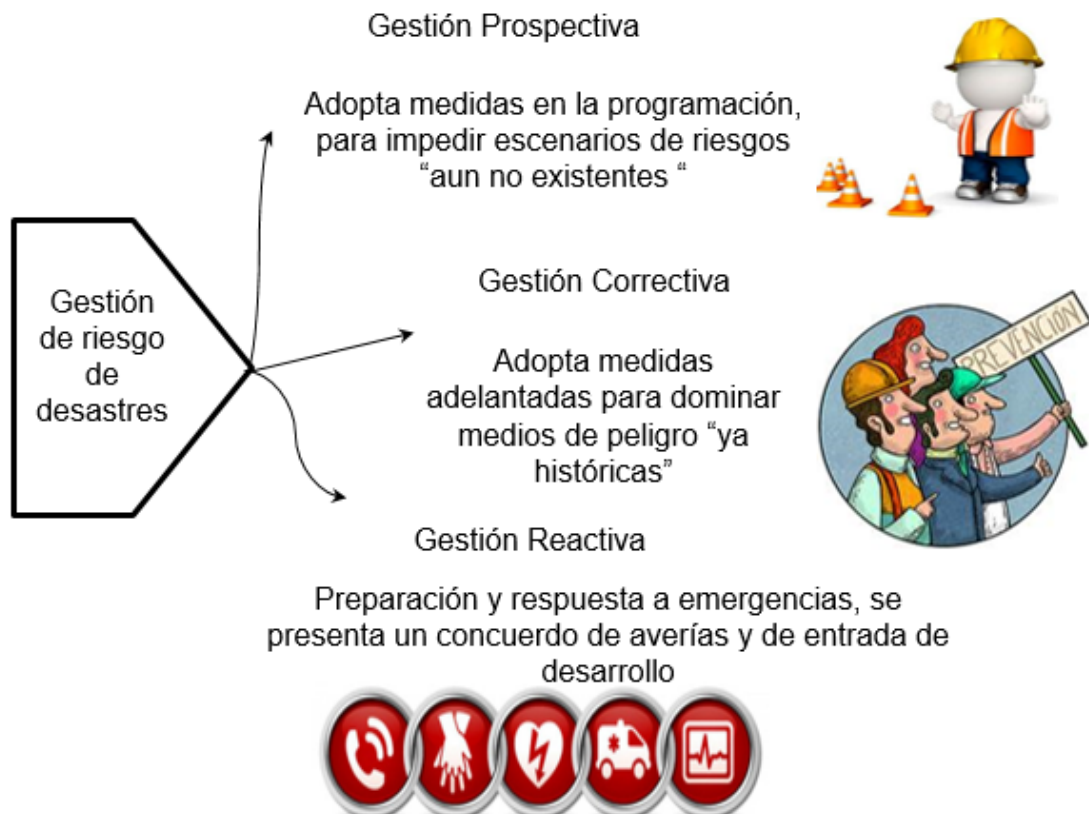 Gestión Prospectiva
Adopta medidas en la programación,
para impedir escenarios de riesgos
“aun no existentes “
Gestión
de riesgo
de
desastres
Gestión Correctiva
Adopta medidas
adelantadas para dominar
medios de peligro “ya
históricas”
PREVENCIÓN
Gestión Reactiva
Preparación y respuesta a emergencias, se
presenta un concuerdo de averías y de entrada de
desarrollo